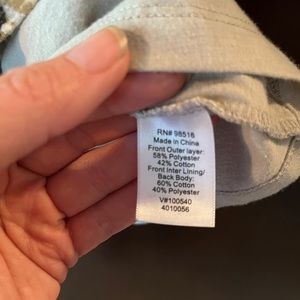 RN# 98516
Made in China
Front Outer layer:
58% Polyester
42% Cotton
Front Inter Lining/
Back Body:
60% Cotton
40% Polyester
V#100540
4010056